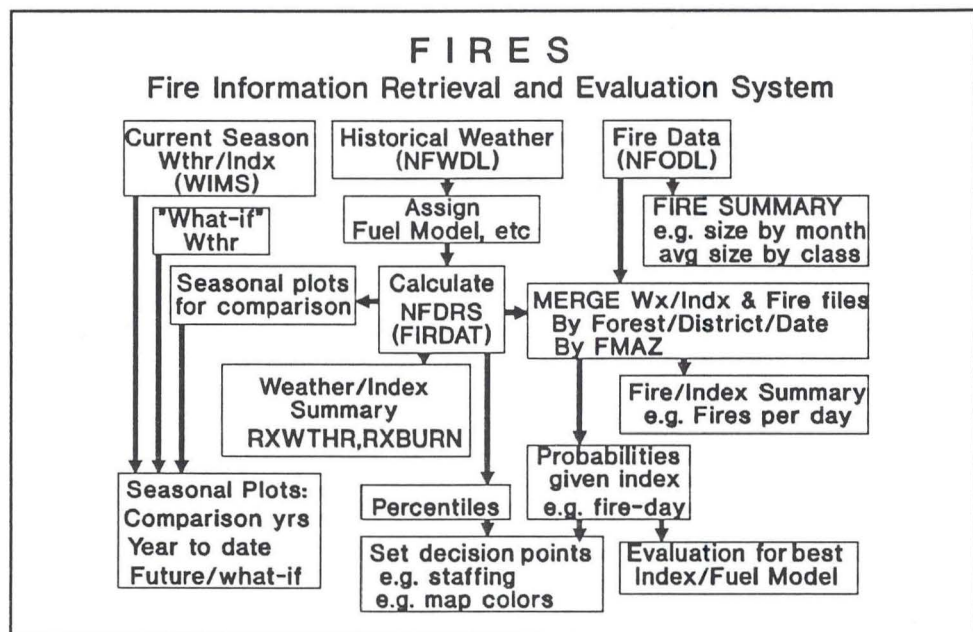 F I R E S
Fire Information Retrieval and Evaluation System
Current Season
Wthr/Indx
(WIMS)
Historical Weather
(NFWDL)
Fire Data
(NFODL)
"What-if"
Wthr
Assign
Fuel Model, etc
FIRE SUMMARY
e.g. size by month
avg size by class
Seasonal plots
for comparison
Calculate
NFDRS
(FIRDAT)
MERGE Wx/Indx & Fire files
By Forest/District/Date
By FMAZ
Weather/Index
Summary
RXWTHR,RXBURN
Fire/Index Summary
e.g. Fires per day
Probabilities
given index
e.g. fire-day
Seasonal Plots:
Comparison yrs
Year to date
Future/what-if
Percentiles
Set decision points
e.g. staffing
e.g. map colors
Evaluation for best
Index/Fuel Model